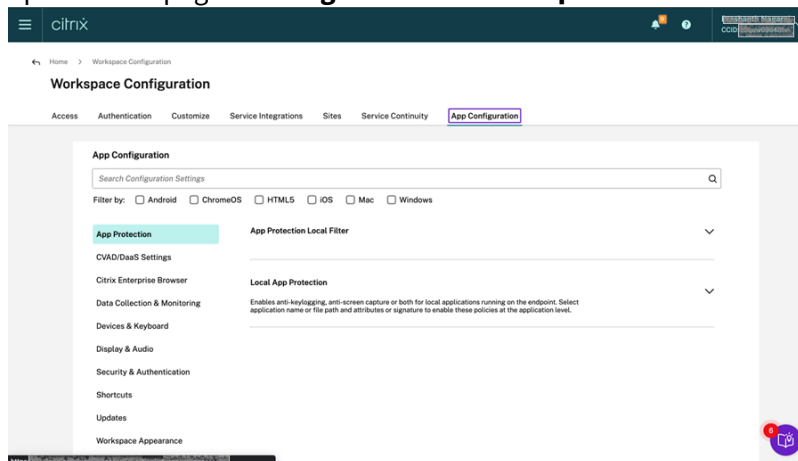 citrix
CCID
Home > Workspace Configuration
Workspace Configuration
Access Authentication Customize Service Integrations Sites Service Continuity App Configuration
App Configuration
Search Configuration Settings
Filter by: Android ChromeOS HTML5 iOS Mac Windows
App Protection
App Protection Local Filter
CVAD/DaaS Settings
Citrix Enterprise Browser
Local App Protection
Data Collection & Monitoring
Enables anti-keylogging, anti-screen capture or both for local applications running on the endpoint. Select
application name or file path and attributes or signature to enable these policies at the application level.
Devices & Keyboard
Display & Audio
Security & Authentication
Shortcuts
Updates
Workspace Appearance
6